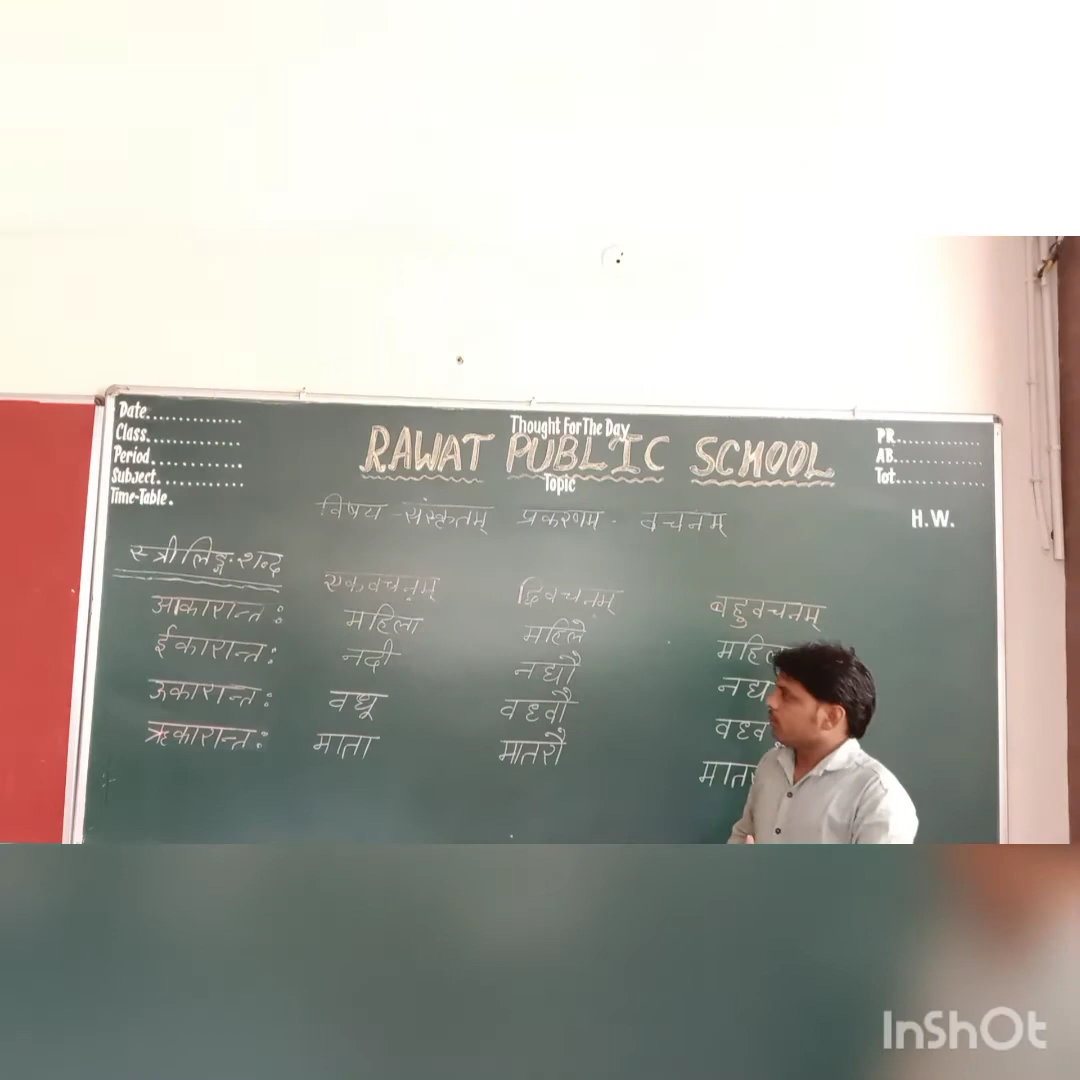 Date.............
Class.............
Period.............
Subject.............
Time-Table.
Thought For The Day
RAWAT PUBLIC SCHOOL
Topic
PR.............
AB.............
Tot.............
H.W.
विषय - संस्कृतम् प्रकरणम - वचनम्
स्त्रीलिङ्ग: शब्द
एकवचनम् द्विवचनम् बहुवचनम्
आकारान्त: महिला महिले
ईकारान्त: नदी नद्यौ
ऊकारान्त: वधू वध्वौ
ऋकारान्त: माता मातरौ
InShOt